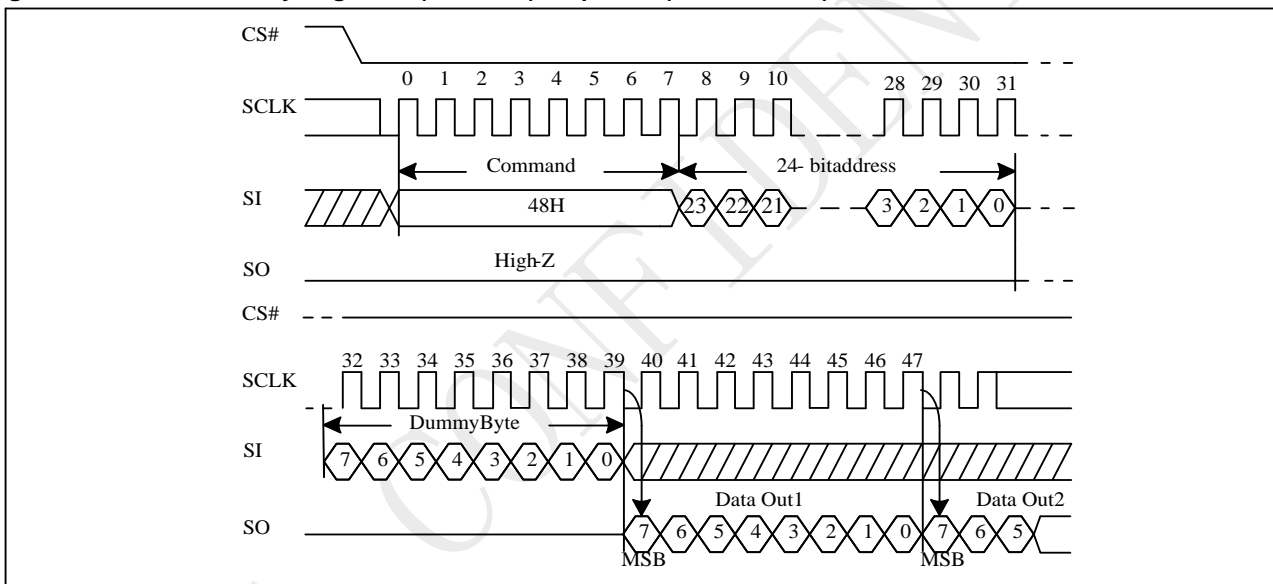 CS#
0 1 2 3 4 5 6 7 8 9 10 28 29 30 31
SCLK
Command 24- bitaddress
SI 48H 23 22 21 3 2 1 0
High-Z
SO
CS#
32 33 34 35 36 37 38 39 40 41 42 43 44 45 46 47
SCLK
DummyByte
SI 7 6 5 4 3 2 1 0
Data Out1 Data Out2
SO 7 6 5 4 3 2 1 0 7 6 5
MSB MSB